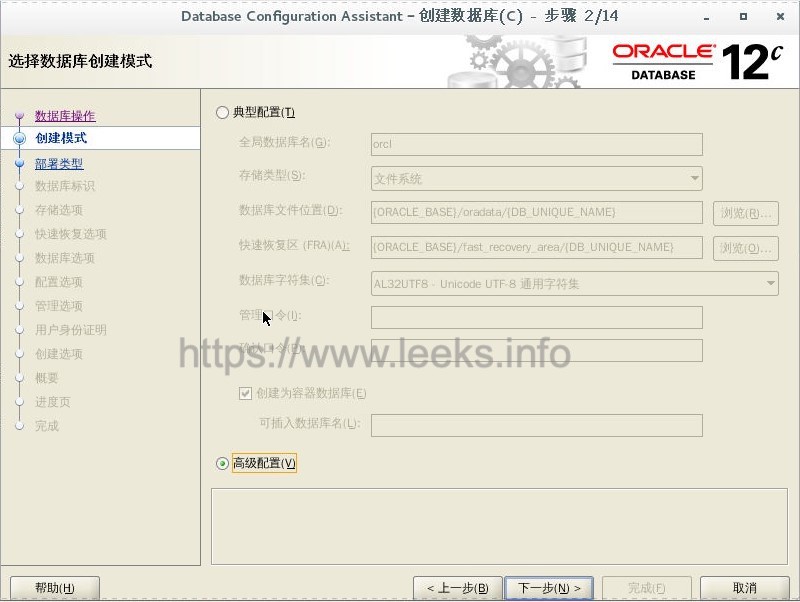 Database Configuration Assistant – 创建数据库(C) - 步骤 2/14
选择数据库创建模式
ORACLE
DATABASE
12c
数据库操作
创建模式
部署类型
数据库标识
存储选项
快速恢复选项
数据库选项
配置选项
管理选项
用户身份证明
创建选项
概要
进度页
完成
典型配置(T)
全局数据库名(G):
orcl
存储类型(S):
文件系统
数据库文件位置(D):
{ORACLE_BASE}/oradata/{DB_UNIQUE_NAME}
浏览(R)...
快速恢复区 (FRA)(A):
{ORACLE_BASE}/fast_recovery_area/{DB_UNIQUE_NAME}
浏览(O)...
数据库字符集(C):
AL32UTF8 - Unicode UTF-8 通用字符集
管理口令(I):
确认口令(P):
https://www.leeks.info
创建为容器数据库(E)
可插入数据库名(L):
高级配置(V)
帮助(H)
< 上一步(B)
下一步(N) >
完成(F)
取消